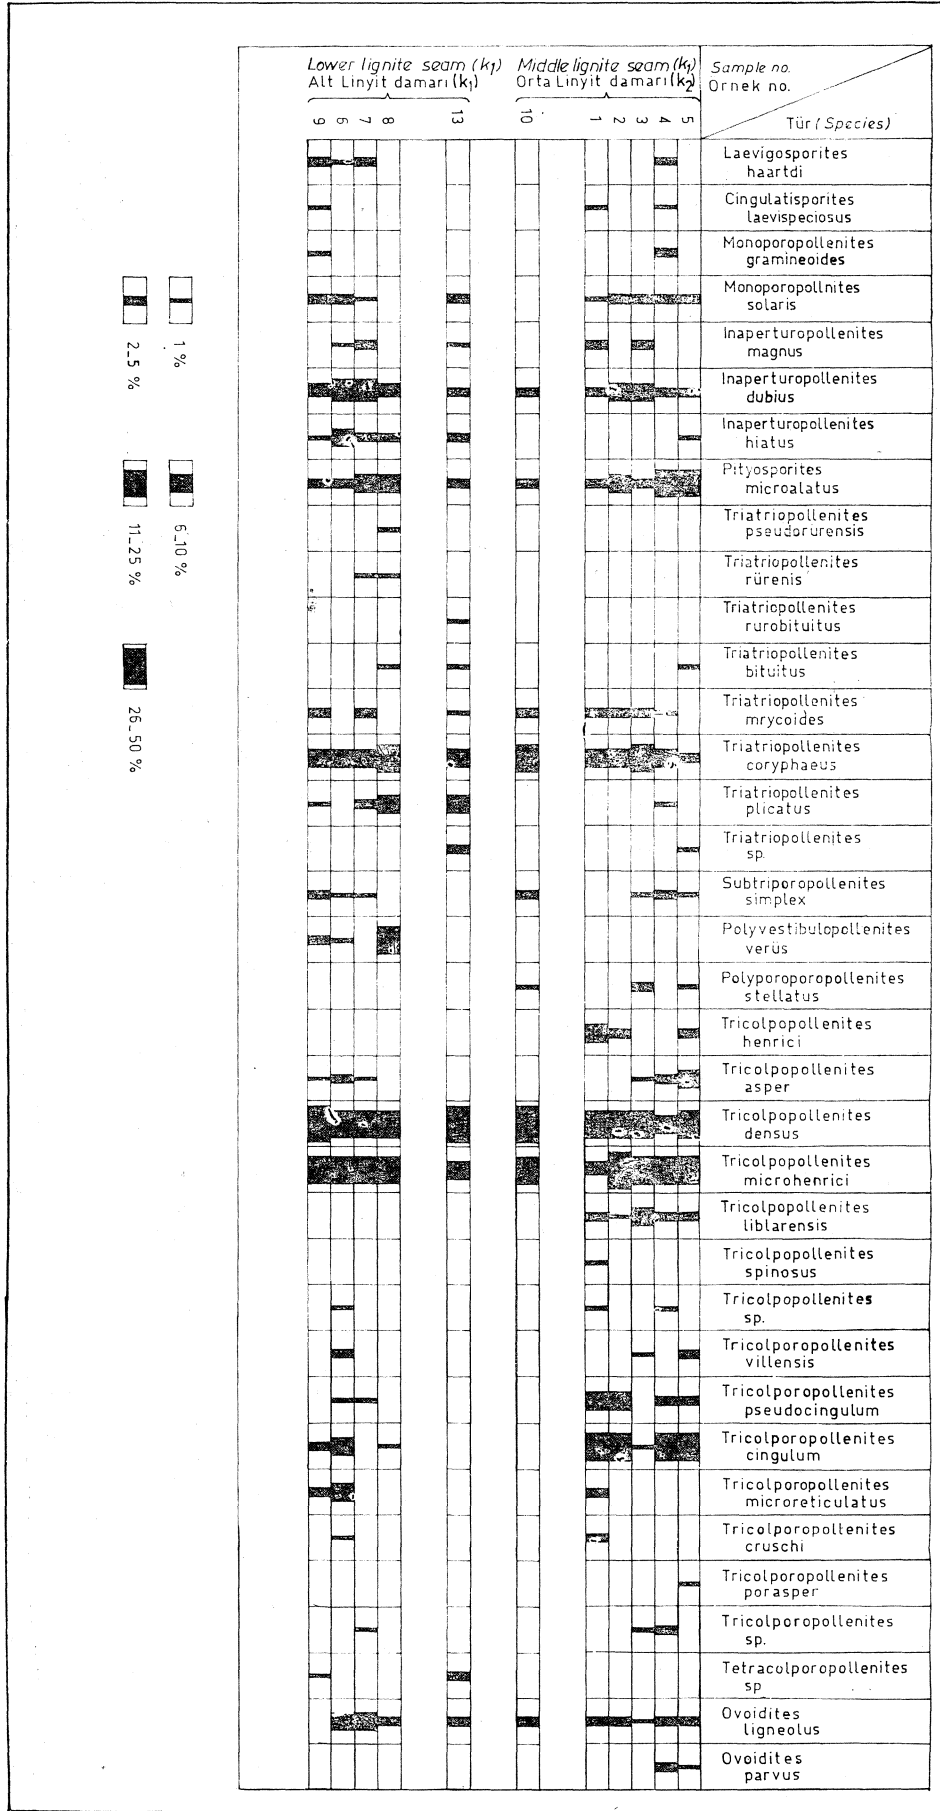 Lower lignite seam (k1) Middle lignite seam (k1) Sample no.
Alt Linyit damarı (k1) Orta Linyit damarı (k2) Örnek no.
9 6 7 8 13 10 1 2 3 4 5
Tür (Species)
Laevigosporites
haardti
Cingulatisporites
laevispeciosus
Monoporopollenites
gramineoides
Monoporopollnites
solaris
Inaperturopollenites
magnus
Inaperturopollenites
dubius
Inaperturopollenites
hiatus
Pityosporites
microalatus
Triatriopollenites
pseudorurensis
Triatriopollenites
rürenis
Triatriopollenites
rurobituitus
Triatriopollenites
bituitus
Triatriopollenites
mrycoides
Triatriopollenites
coryphaeus
Triatriopollenites
plicatus
Triatriopollenites
sp.
Subtriporopollenites
simplex
Polyvestibulopollenites
verüs
Polyporoporopollenites
stellatus
Tricolpopollenites
henrici
Tricolpopollenites
asper
Tricolpopollenites
densus
Tricolpopollenites
microhenrici
Tricolpopollenites
liblarensis
Tricolpopollenites
spinosus
Tricolpopollenites
sp.
Tricolporopollenites
villensis
Tricolporopollenites
pseudocingulum
Tricolporopollenites
cingulum
Tricolporopollenites
microreticulatus
Tricolporopollenites
cruschi
Tricolporopollenites
porasper
Tricolporopollenites
sp.
Tetracolporopollenites
sp
Ovoidites
ligneolus
Ovoidites
parvus
1 %
2_5 %
6_10 %
11_25 %
26_50 %